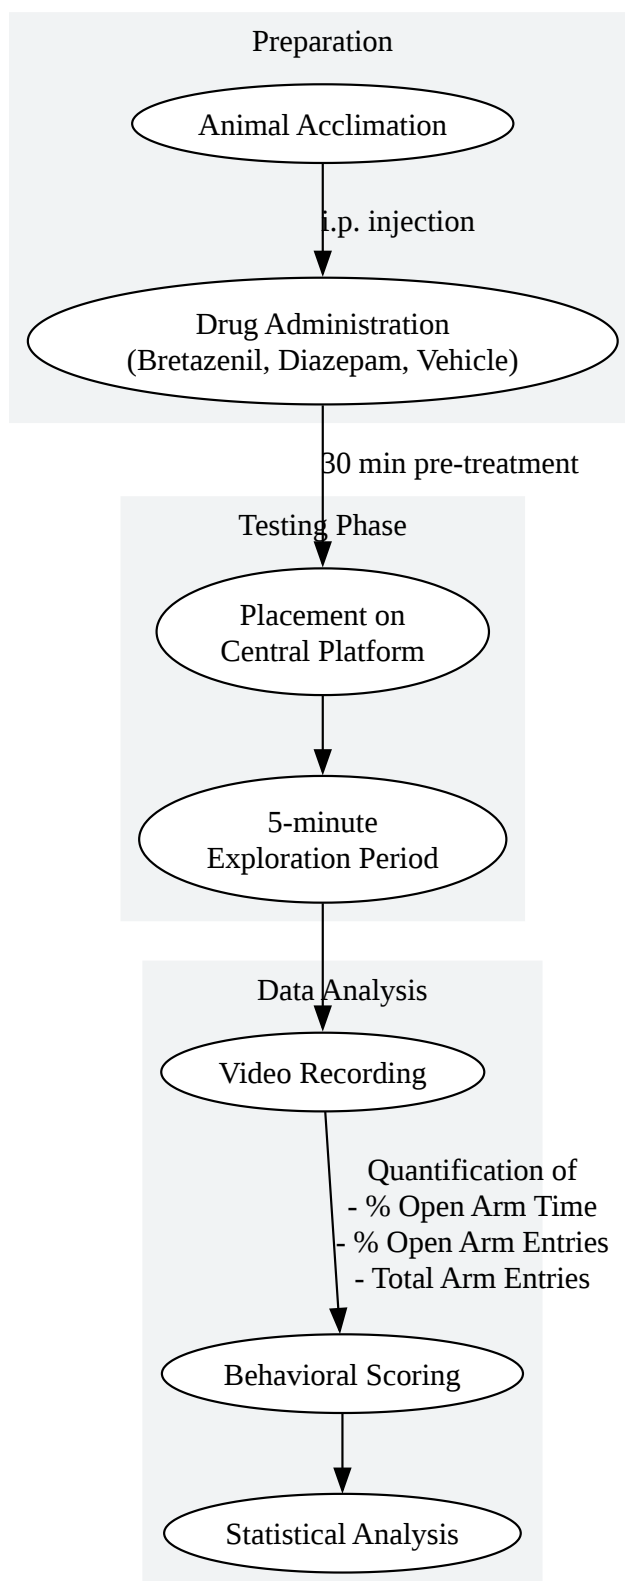 Preparation
Animal Acclimation
i.p. injection
Drug Administration
(Bretazenil, Diazepam, Vehicle)
30 min pre-treatment
Testing Phase
Placement on
Central Platform
5-minute
Exploration Period
Data Analysis
Video Recording
Quantification of
- % Open Arm Time
- % Open Arm Entries
- Total Arm Entries
Behavioral Scoring
Statistical Analysis